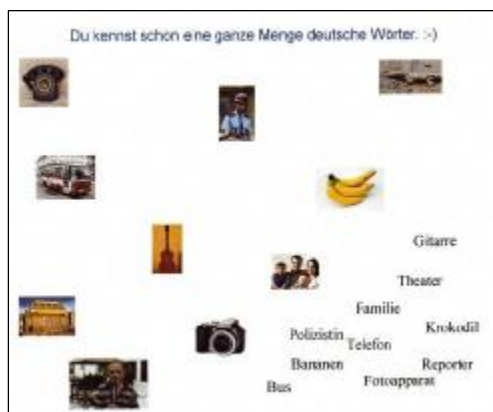 Du kennst schon eine ganze Menge deutsche Wörter. :-)
Gitarre
Theater
Familie
Krokodil
Polizistin
Telefon
Bananen
Reporter
Fotoapparat
Bus